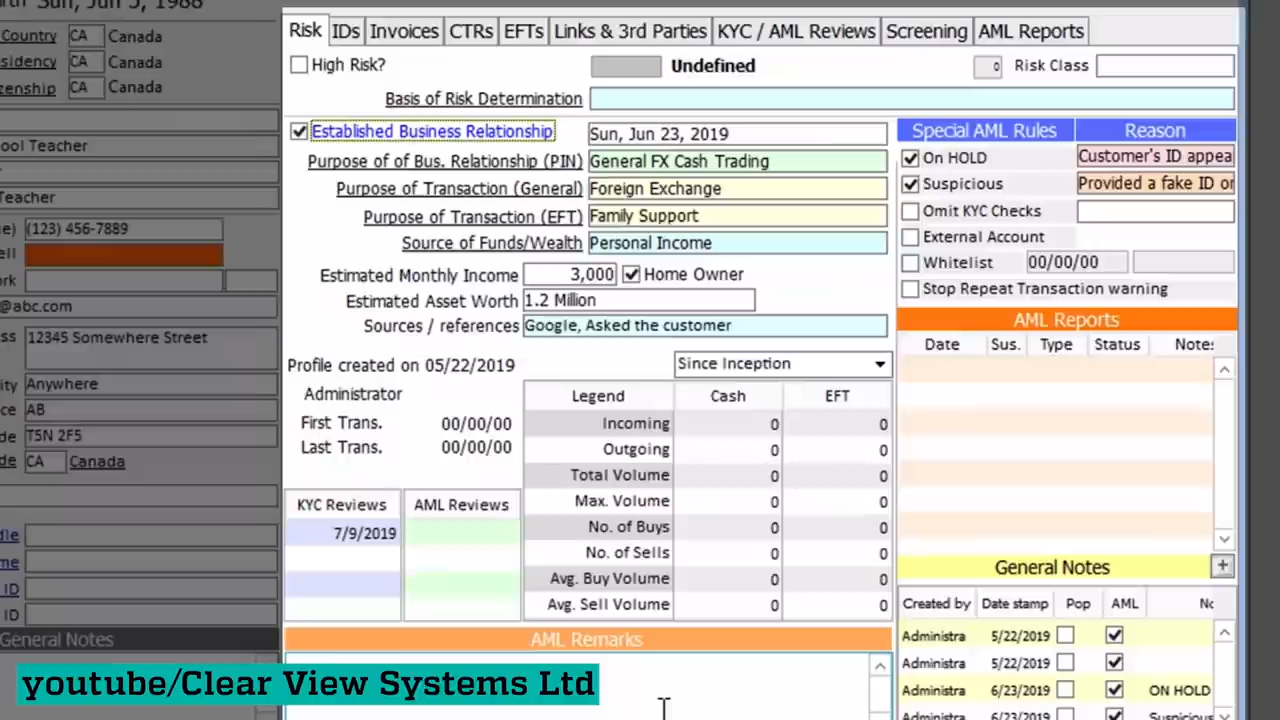 Sun, Jun 5, 1988
Country CA Canada
CA Canada
CA Canada
Teacher
Teacher
(123) 456-7889
@abc.com
12345 Somewhere Street
Anywhere
AB
T5N 2F5
CA Canada
ID
ID
General Notes
Risk IDs Invoices CTRs EFTs Links & 3rd Parties KYC / AML Reviews Screening AML Reports
High Risk? Undefined 0 Risk Class
Basis of Risk Determination
Established Business Relationship Sun, Jun 23, 2019
Purpose of of Bus. Relationship (PIN) General FX Cash Trading
Purpose of Transaction (General) Foreign Exchange
Purpose of Transaction (EFT) Family Support
Source of Funds/Wealth Personal Income
Estimated Monthly Income 3,000 Home Owner
Estimated Asset Worth 1.2 Million
Sources / references Google, Asked the customer
Profile created on 05/22/2019 Since Inception
Administrator
First Trans. 00/00/00
Last Trans. 00/00/00
Legend Cash EFT
Incoming 0 0
Outgoing 0 0
Total Volume 0 0
Max. Volume 0 0
No. of Buys 0 0
No. of Sells 0 0
Avg. Buy Volume 0 0
Avg. Sell Volume 0 0
KYC Reviews AML Reviews
7/9/2019
AML Remarks
Special AML Rules Reason
On HOLD Customer's ID appea
Suspicious Provided a fake ID or
Omit KYC Checks
External Account
Whitelist 00/00/00
Stop Repeat Transaction warning
AML Reports
Date Sus. Type Status Notes
General Notes +
Created by Date stamp Pop AML
Administra 5/22/2019
Administra 5/22/2019
Administra 6/23/2019 ON HOLD
Administra 6/23/2019 Suspicious
youtube/Clear View Systems Ltd